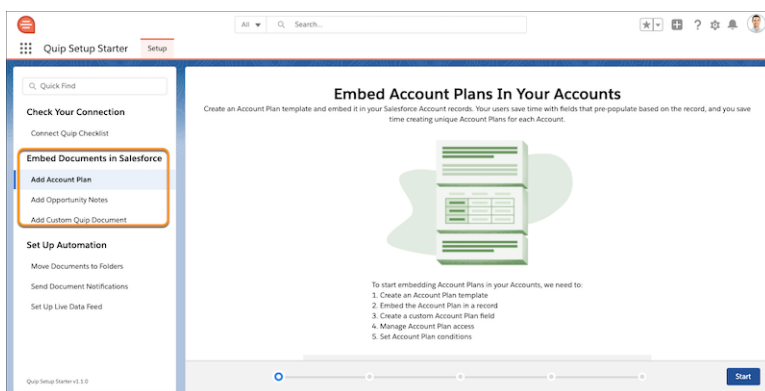 All
Search...
Quip Setup Starter
Setup
Quick Find
Check Your Connection
Connect Quip Checklist
Embed Documents in Salesforce
Add Account Plan
Add Opportunity Notes
Add Custom Quip Document
Set Up Automation
Move Documents to Folders
Send Document Notifications
Set Up Live Data Feed
Quip Setup Starter v1.1.0
Embed Account Plans In Your Accounts
Create an Account Plan template and embed it in your Salesforce Account records. Your users save time with fields that pre-populate based on the record, and you save
time creating unique Account Plans for each Account.
To start embedding Account Plans in your Accounts, we need to:
1. Create an Account Plan template
2. Embed the Account Plan in a record
3. Create a custom Account Plan field
4. Manage Account Plan access
5. Set Account Plan conditions
Start